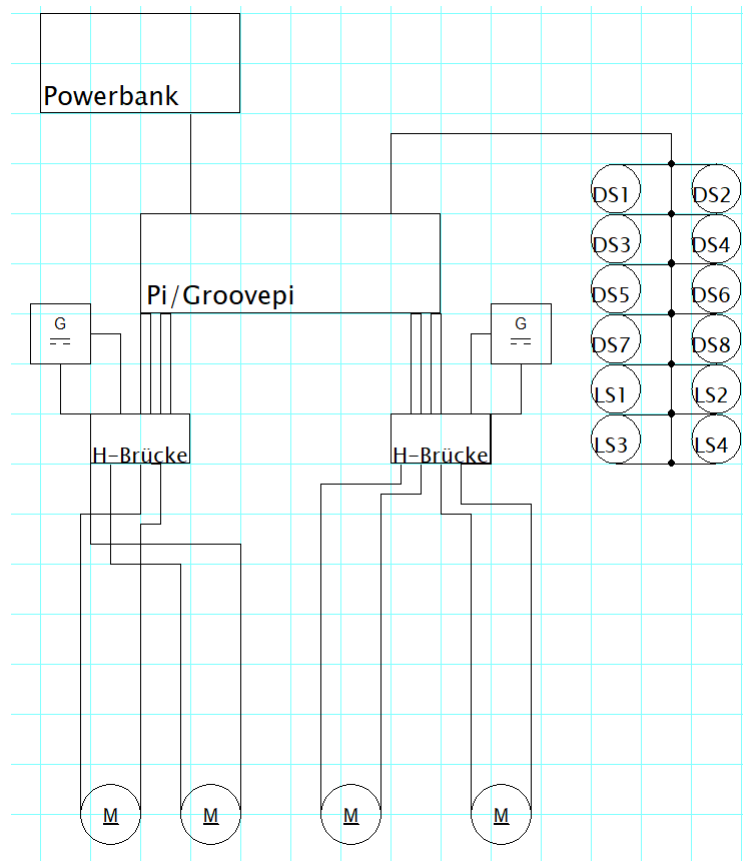 Powerbank
DS1 DS2
DS3 DS4
Pi/Groovepi
DS5 DS6
G G
DS7 DS8
LS1 LS2
H-Brücke H-Brücke
LS3 LS4
M M M M